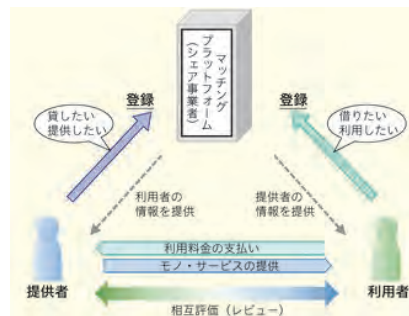 マッチング
プラットフォーム
(シェア事業者)
登録
登録
貸したい
提供したい
借りたい
利用したい
利用者の
情報を提供
提供者の
情報を提供
利用料金の支払い
モノ・サービスの提供
提供者
利用者
相互評価(レビュー)